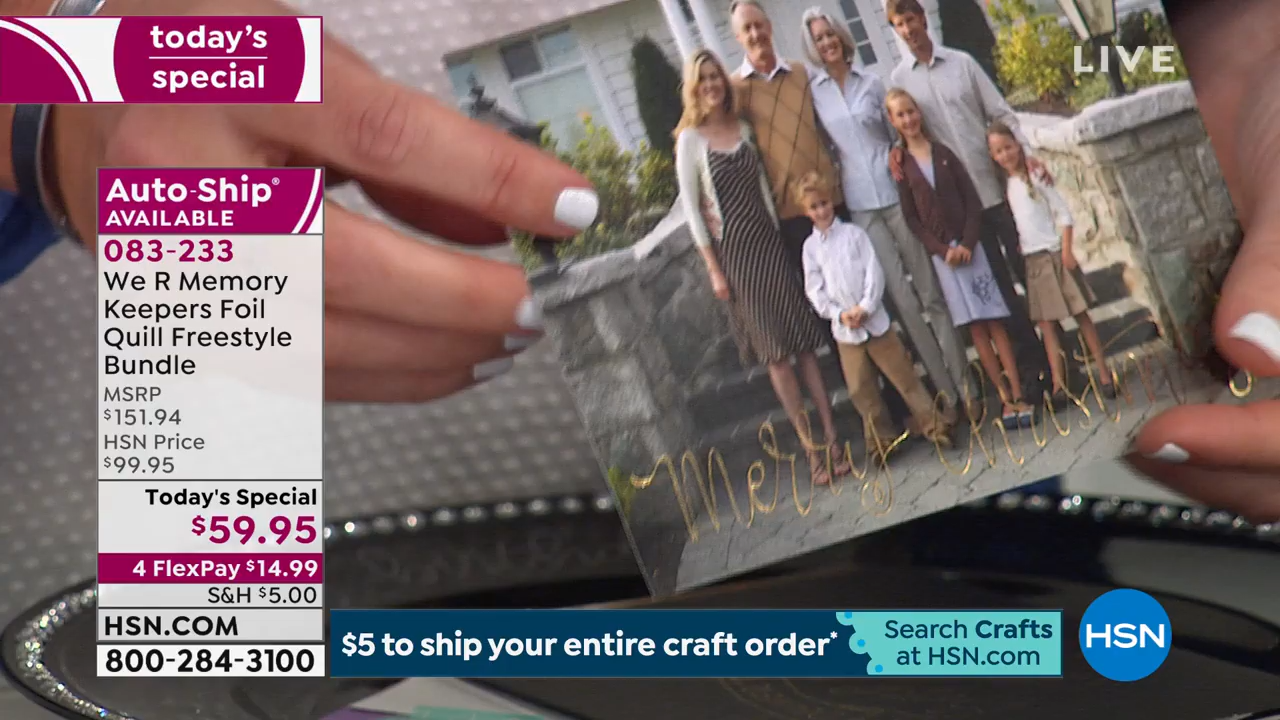 today's
special
LIVE
Auto-Ship®
AVAILABLE
083-233
We R Memory
Keepers Foil
Quill Freestyle
Bundle
MSRP
$151.94
HSN Price
$99.95
Today's Special
$59.95
4 FlexPay $14.99
S&H $5.00
HSN.COM
800-284-3100
Merry Christmas
$5 to ship your entire craft order*
Search Crafts
at HSN.com
HSN